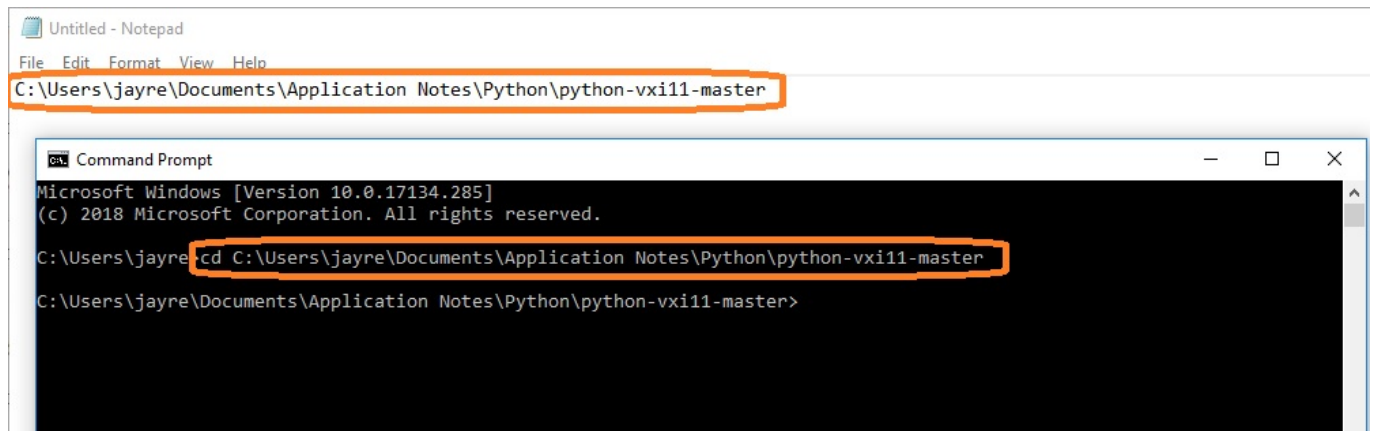 Untitled - Notepad
File Edit Format View Help
C:\Users\jayre\Documents\Application Notes\Python\python-vxi11-master
Command Prompt
Microsoft Windows [Version 10.0.17134.285]
(c) 2018 Microsoft Corporation. All rights reserved.
C:\Users\jayre>cd C:\Users\jayre\Documents\Application Notes\Python\python-vxi11-master
C:\Users\jayre\Documents\Application Notes\Python\python-vxi11-master>